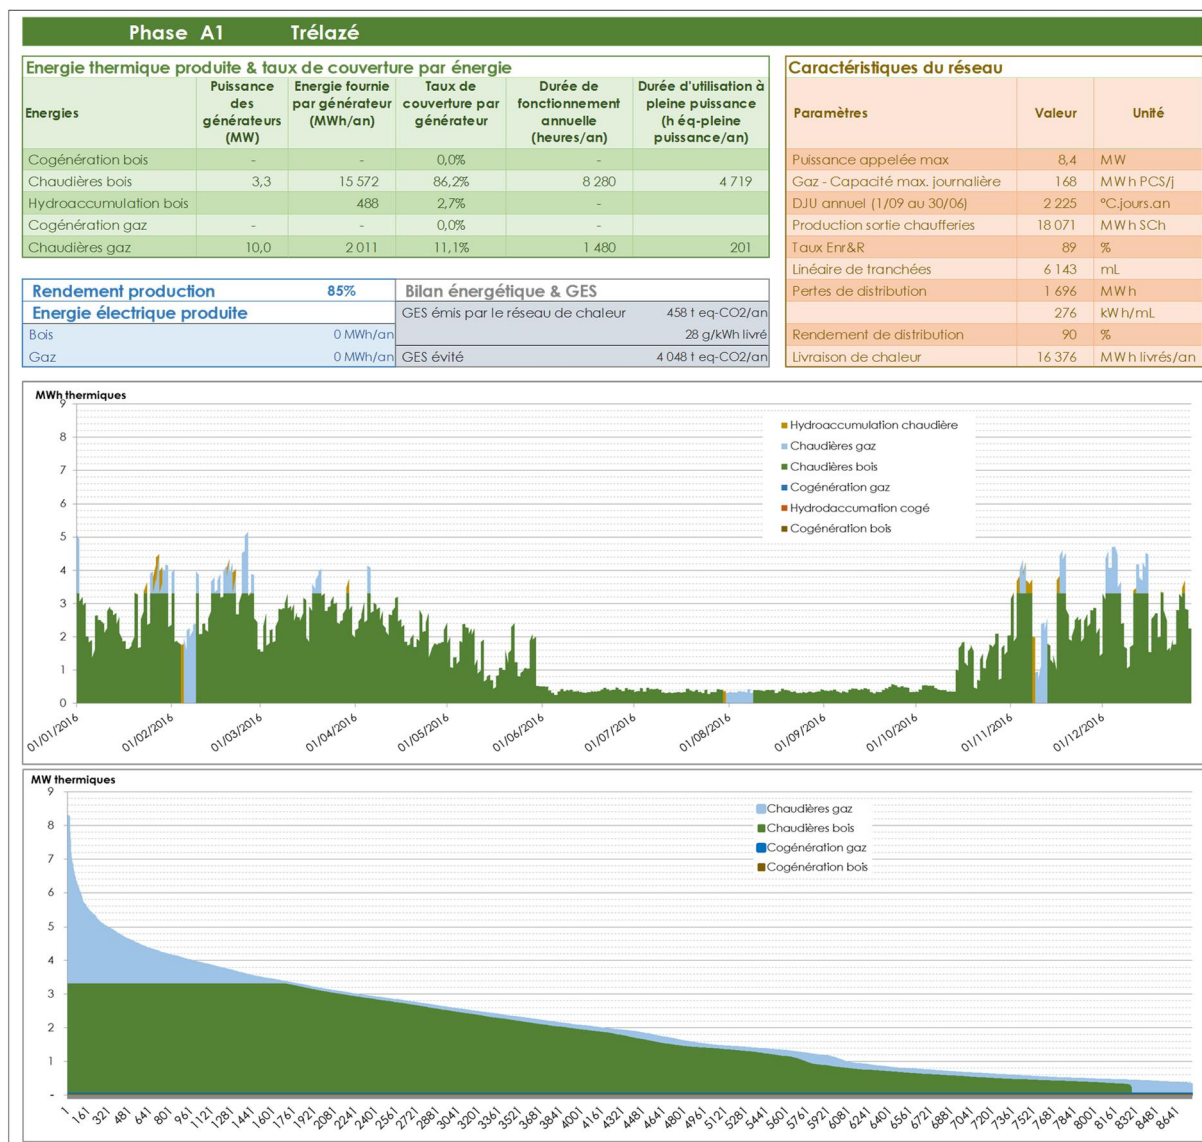 Phase A1 Trélazé
Energie thermique produite & taux de couverture par énergie
Energies Puissance des générateurs (MW) Energie fournie par générateur (MWh/an) Taux de couverture par générateur Durée de fonctionnement annuelle (heures/an) Durée d'utilisation à pleine puissance (h éq-pleine puissance/an)
Cogénération bois - - 0,0% -
Chaudières bois 3,3 15 572 86,2% 8 280 4 719
Hydroaccumulation bois 488 2,7% -
Cogénération gaz - - 0,0% -
Chaudières gaz 10,0 2 011 11,1% 1 480 201
Caractéristiques du réseau
Paramètres Valeur Unité
Puissance appelée max 8,4 MW
Gaz - Capacité max. journalière 168 MWh PCS/j
DJU annuel (1/09 au 30/06) 2 225 °C.jours.an
Production sortie chaufferies 18 071 MWh SCh
Taux Enr&R 89 %
Linéaire de tranchées 6 143 mL
Pertes de distribution 1 696 MWh
276 kWh/mL
Rendement de distribution 90 %
Livraison de chaleur 16 376 MWh livrés/an
Rendement production 85%
Energie électrique produite
Bois 0 MWh/an
Gaz 0 MWh/an
Bilan énergétique & GES
GES émis par le réseau de chaleur 458 t eq-CO2/an
28 g/kWh livré
GES évité 4 048 t eq-CO2/an
MWh thermiques
9
8
7
6
5
4
3
2
1
0
Hydroaccumulation chaudière
Chaudières gaz
Chaudières bois
Cogénération gaz
Hydrodaccumation cogé
Cogénération bois
01/01/2016 01/02/2016 01/03/2016 01/04/2016 01/05/2016 01/06/2016 01/07/2016 01/08/2016 01/09/2016 01/10/2016 01/11/2016 01/12/2016
MW thermiques
9
8
7
6
5
4
3
2
1
-
Chaudières gaz
Chaudières bois
Cogénération gaz
Cogénération bois
1 161 321 481 641 801 961 1121 1281 1441 1601 1761 1921 2081 2241 2401 2561 2721 2881 3041 3201 3361 3521 3681 3841 4001 4161 4321 4481 4641 4801 4961 5121 5281 5441 5601 5761 5921 6081 6241 6401 6561 6721 6881 7041 7201 7361 7521 7681 7841 8001 8161 8321 8481 8641